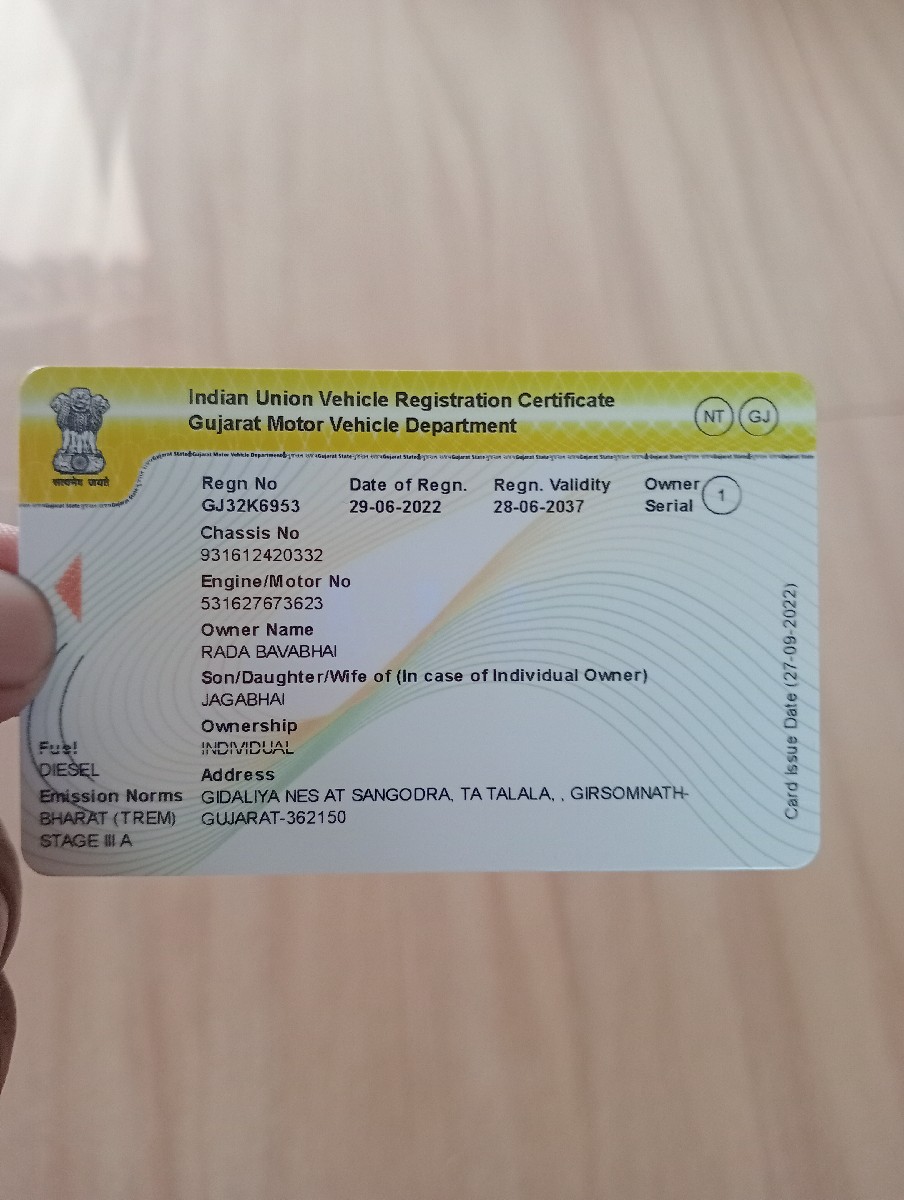 Indian Union Vehicle Registration Certificate
Gujarat Motor Vehicle Department
NT GJ
सत्यमेव जयते
Regn No Date of Regn. Regn. Validity Owner Serial 1
GJ32K6953 29-06-2022 28-06-2037
Chassis No
931612420332
Engine/Motor No
531627673623
Owner Name
RADA BAVABHAI
Son/Daughter/Wife of (In case of Individual Owner)
JAGABHAI
Ownership
INDIVIDUAL
Fuel
DIESEL
Emission Norms
BHARAT (TREM)
STAGE III A
Address
GIDALIYA NES AT SANGODRA, TA TALALA, , GIRSOMNATH-
GUJARAT-362150
Card Issue Date (27-09-2022)